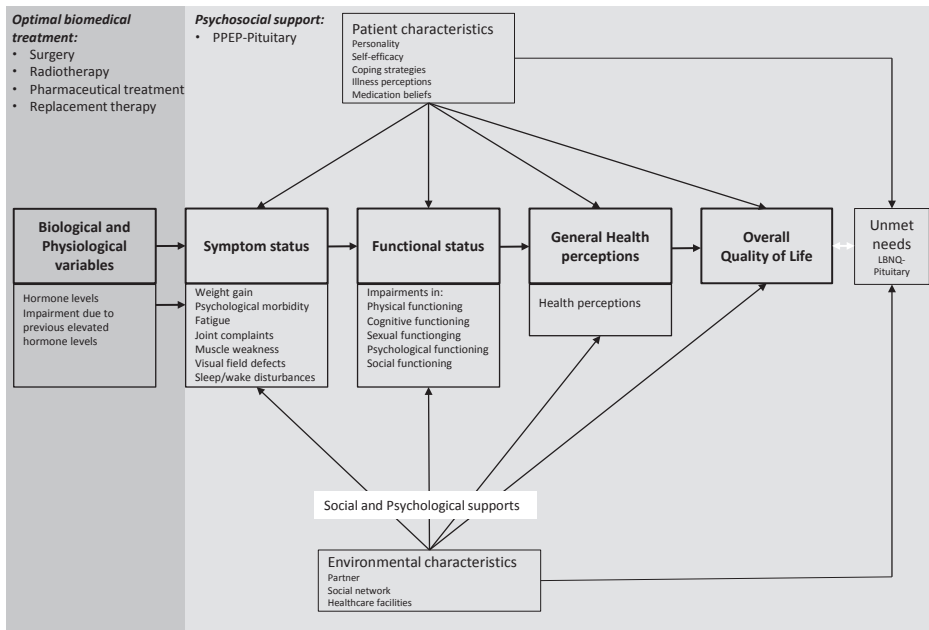 Optimal biomedical
treatment:
• Surgery
• Radiotherapy
• Pharmaceutical treatment
• Replacement therapy
Psychosocial support:
• PPEP-Pituitary
Patient characteristics
Personality
Self-efficacy
Coping strategies
Illness perceptions
Medication beliefs
Biological and
Physiological
variables
Hormone levels
Impairment due to
previous elevated
hormone levels
Symptom status
Weight gain
Psychological morbidity
Fatigue
Joint complaints
Muscle weakness
Visual field defects
Sleep/wake disturbances
Functional status
Impairments in:
Physical functioning
Cognitive functioning
Sexual functionging
Psychological functioning
Social functioning
General Health
perceptions
Health perceptions
Overall
Quality of Life
Unmet
needs
LBNQ-
Pituitary
Social and Psychological supports
Environmental characteristics
Partner
Social network
Healthcare facilities